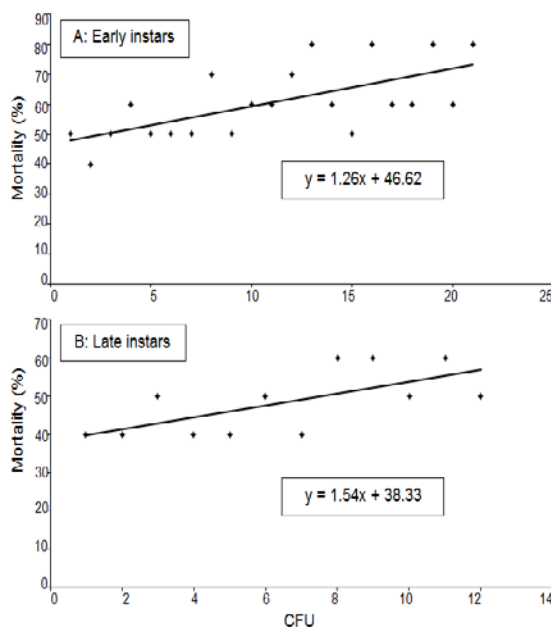 90
A: Early instars
80
70
60
50
40
30
20
10
0
Mortality (%)
y = 1.26x + 46.62
0 5 10 15 20 25
70
B: Late instars
60
50
40
30
20
10
0
Mortality (%)
y = 1.54x + 38.33
0 2 4 6 8 10 12 14
CFU